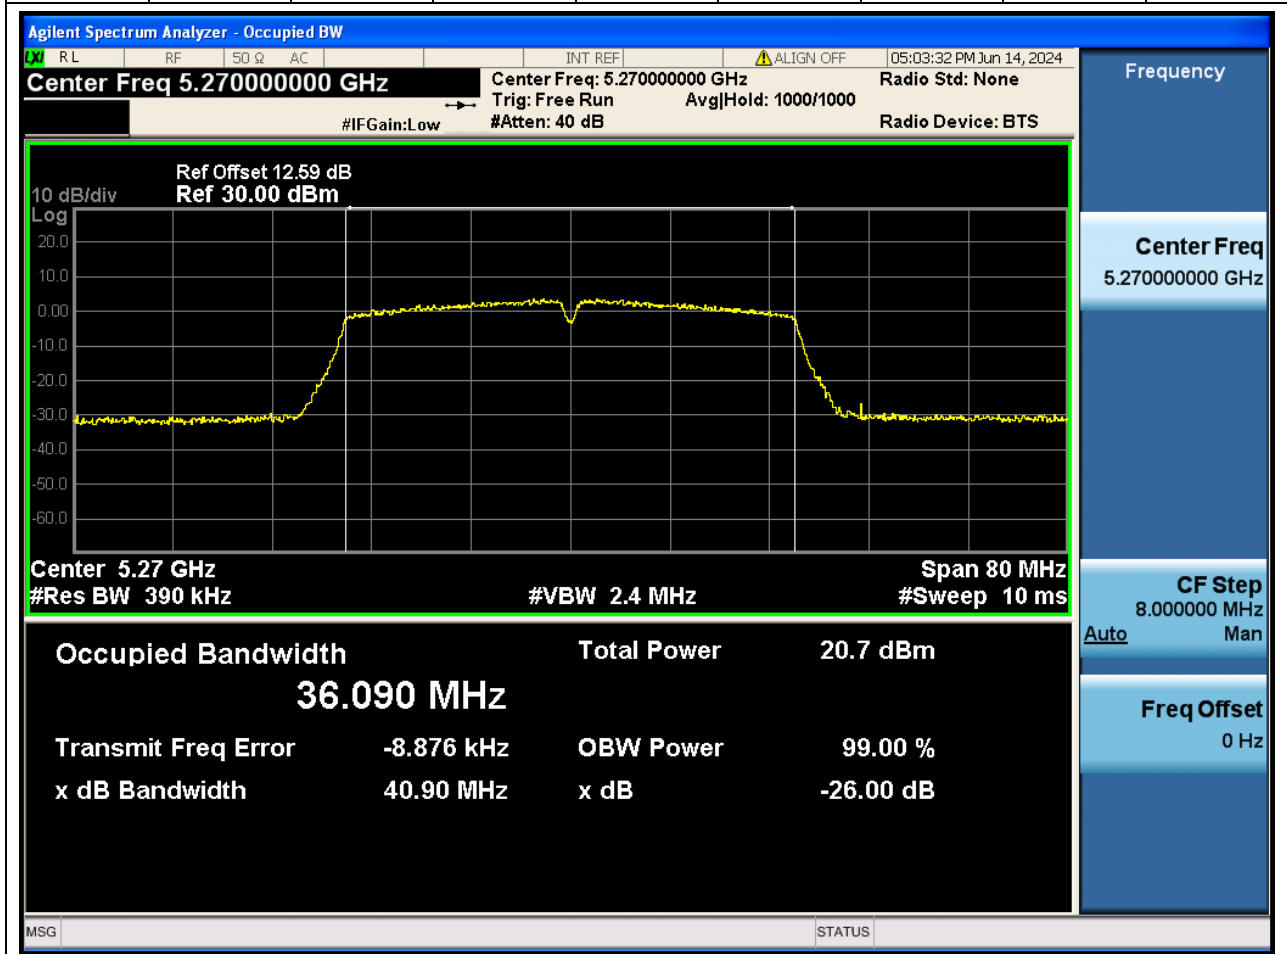 Agilent Spectrum Analyzer - Occupied BW
LXI RL RF 50 Ω AC INT REF ALIGN OFF 05:03:32 PM Jun 14, 2024
Center Freq 5.270000000 GHz
Center Freq: 5.270000000 GHz
Radio Std: None
Trig: Free Run Avg|Hold: 1000/1000
#IFGain:Low #Atten: 40 dB
Radio Device: BTS
Ref Offset 12.59 dB
10 dB/div Ref 30.00 dBm
Log
20.0
10.0
0.00
-10.0
-20.0
-30.0
-40.0
-50.0
-60.0
Center 5.27 GHz Span 80 MHz
#Res BW 390 kHz #VBW 2.4 MHz #Sweep 10 ms
Occupied Bandwidth Total Power 20.7 dBm
36.090 MHz
Transmit Freq Error -8.876 kHz OBW Power 99.00 %
x dB Bandwidth 40.90 MHz x dB -26.00 dB
Frequency
Center Freq
5.270000000 GHz
CF Step
8.000000 MHz
Auto Man
Freq Offset
0 Hz
MSG STATUS